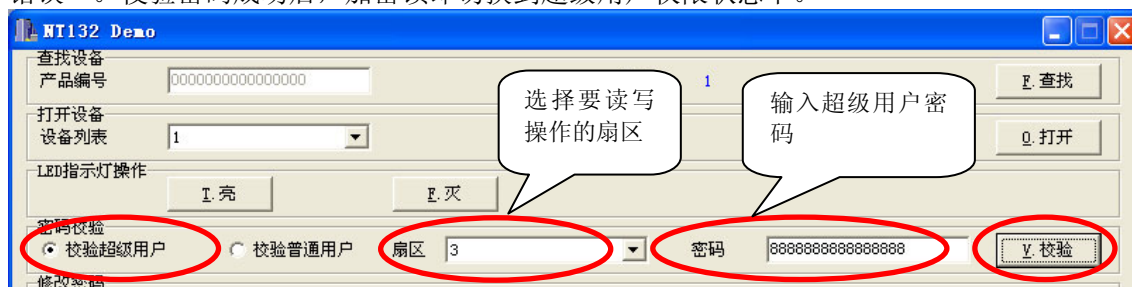 NT132 Demo
查找设备
产品编号 0000000000000000 1 F.查找
打开设备
设备列表 1 O.打开
选择要读写
操作的扇区
输入超级用户密
码
LED指示灯操作
T.亮 E.灭
密码校验
校验超级用户 校验普通用户 扇区 3 密码 8888888888888888 V.校验
修改密码